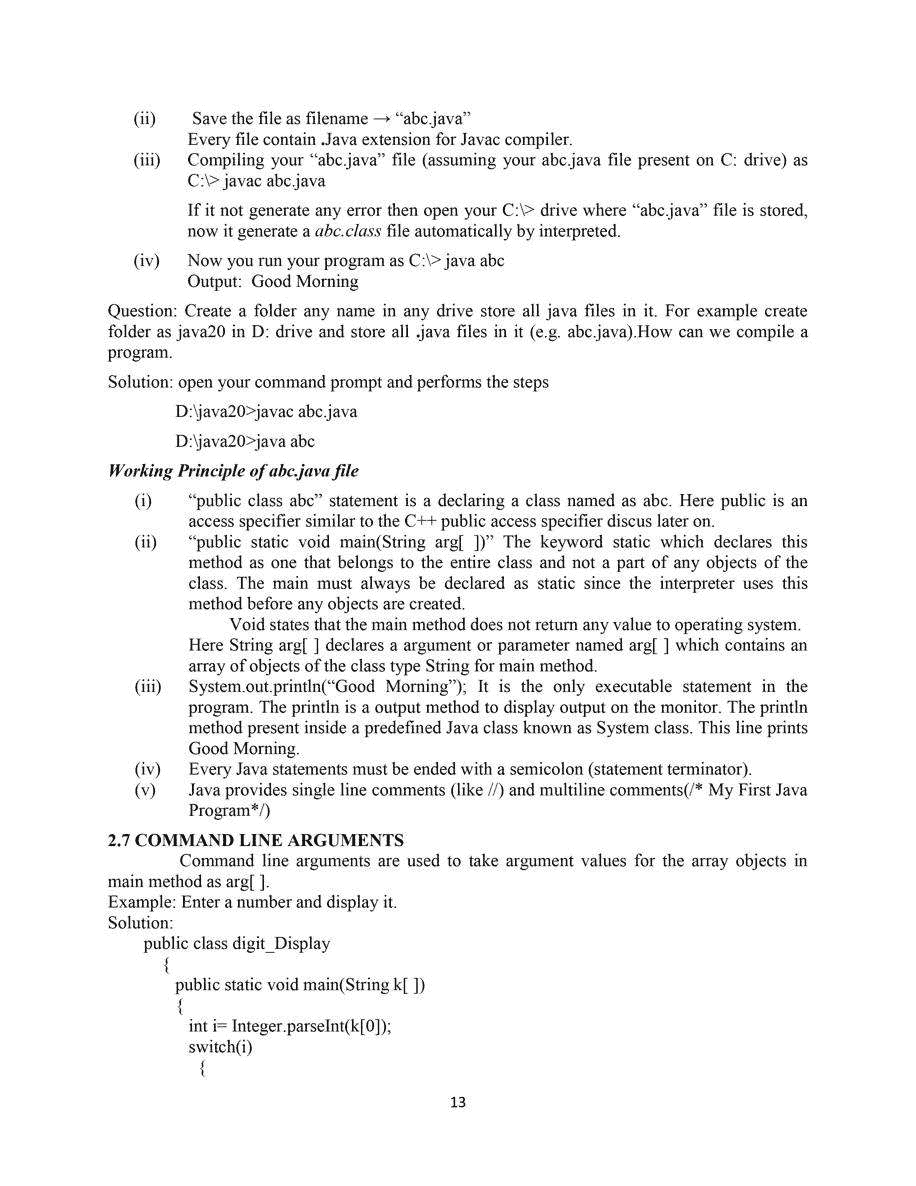 (ii) Save the file as filename → “abc.java”
Every file contain .Java extension for Javac compiler.
(iii) Compiling your “abc.java” file (assuming your abc.java file present on C: drive) as
C:\> javac abc.java
If it not generate any error then open your C:\> drive where “abc.java” file is stored,
now it generate a abc.class file automatically by interpreted.
(iv) Now you run your program as C:\> java abc
Output: Good Morning
Question: Create a folder any name in any drive store all java files in it. For example create
folder as java20 in D: drive and store all .java files in it (e.g. abc.java).How can we compile a
program.
Solution: open your command prompt and performs the steps
D:\java20>javac abc.java
D:\java20>java abc
Working Principle of abc.java file
(i) “public class abc” statement is a declaring a class named as abc. Here public is an
access specifier similar to the C++ public access specifier discus later on.
(ii) “public static void main(String arg[ ])” The keyword static which declares this
method as one that belongs to the entire class and not a part of any objects of the
class. The main must always be declared as static since the interpreter uses this
method before any objects are created.
Void states that the main method does not return any value to operating system.
Here String arg[ ] declares a argument or parameter named arg[ ] which contains an
array of objects of the class type String for main method.
(iii) System.out.println(“Good Morning”); It is the only executable statement in the
program. The println is a output method to display output on the monitor. The println
method present inside a predefined Java class known as System class. This line prints
Good Morning.
(iv) Every Java statements must be ended with a semicolon (statement terminator).
(v) Java provides single line comments (like //) and multiline comments(/* My First Java
Program*/)
2.7 COMMAND LINE ARGUMENTS
Command line arguments are used to take argument values for the array objects in
main method as arg[ ].
Example: Enter a number and display it.
Solution:
public class digit_Display
{
public static void main(String k[ ])
{
int i= Integer.parseInt(k[0]);
switch(i)
{
13